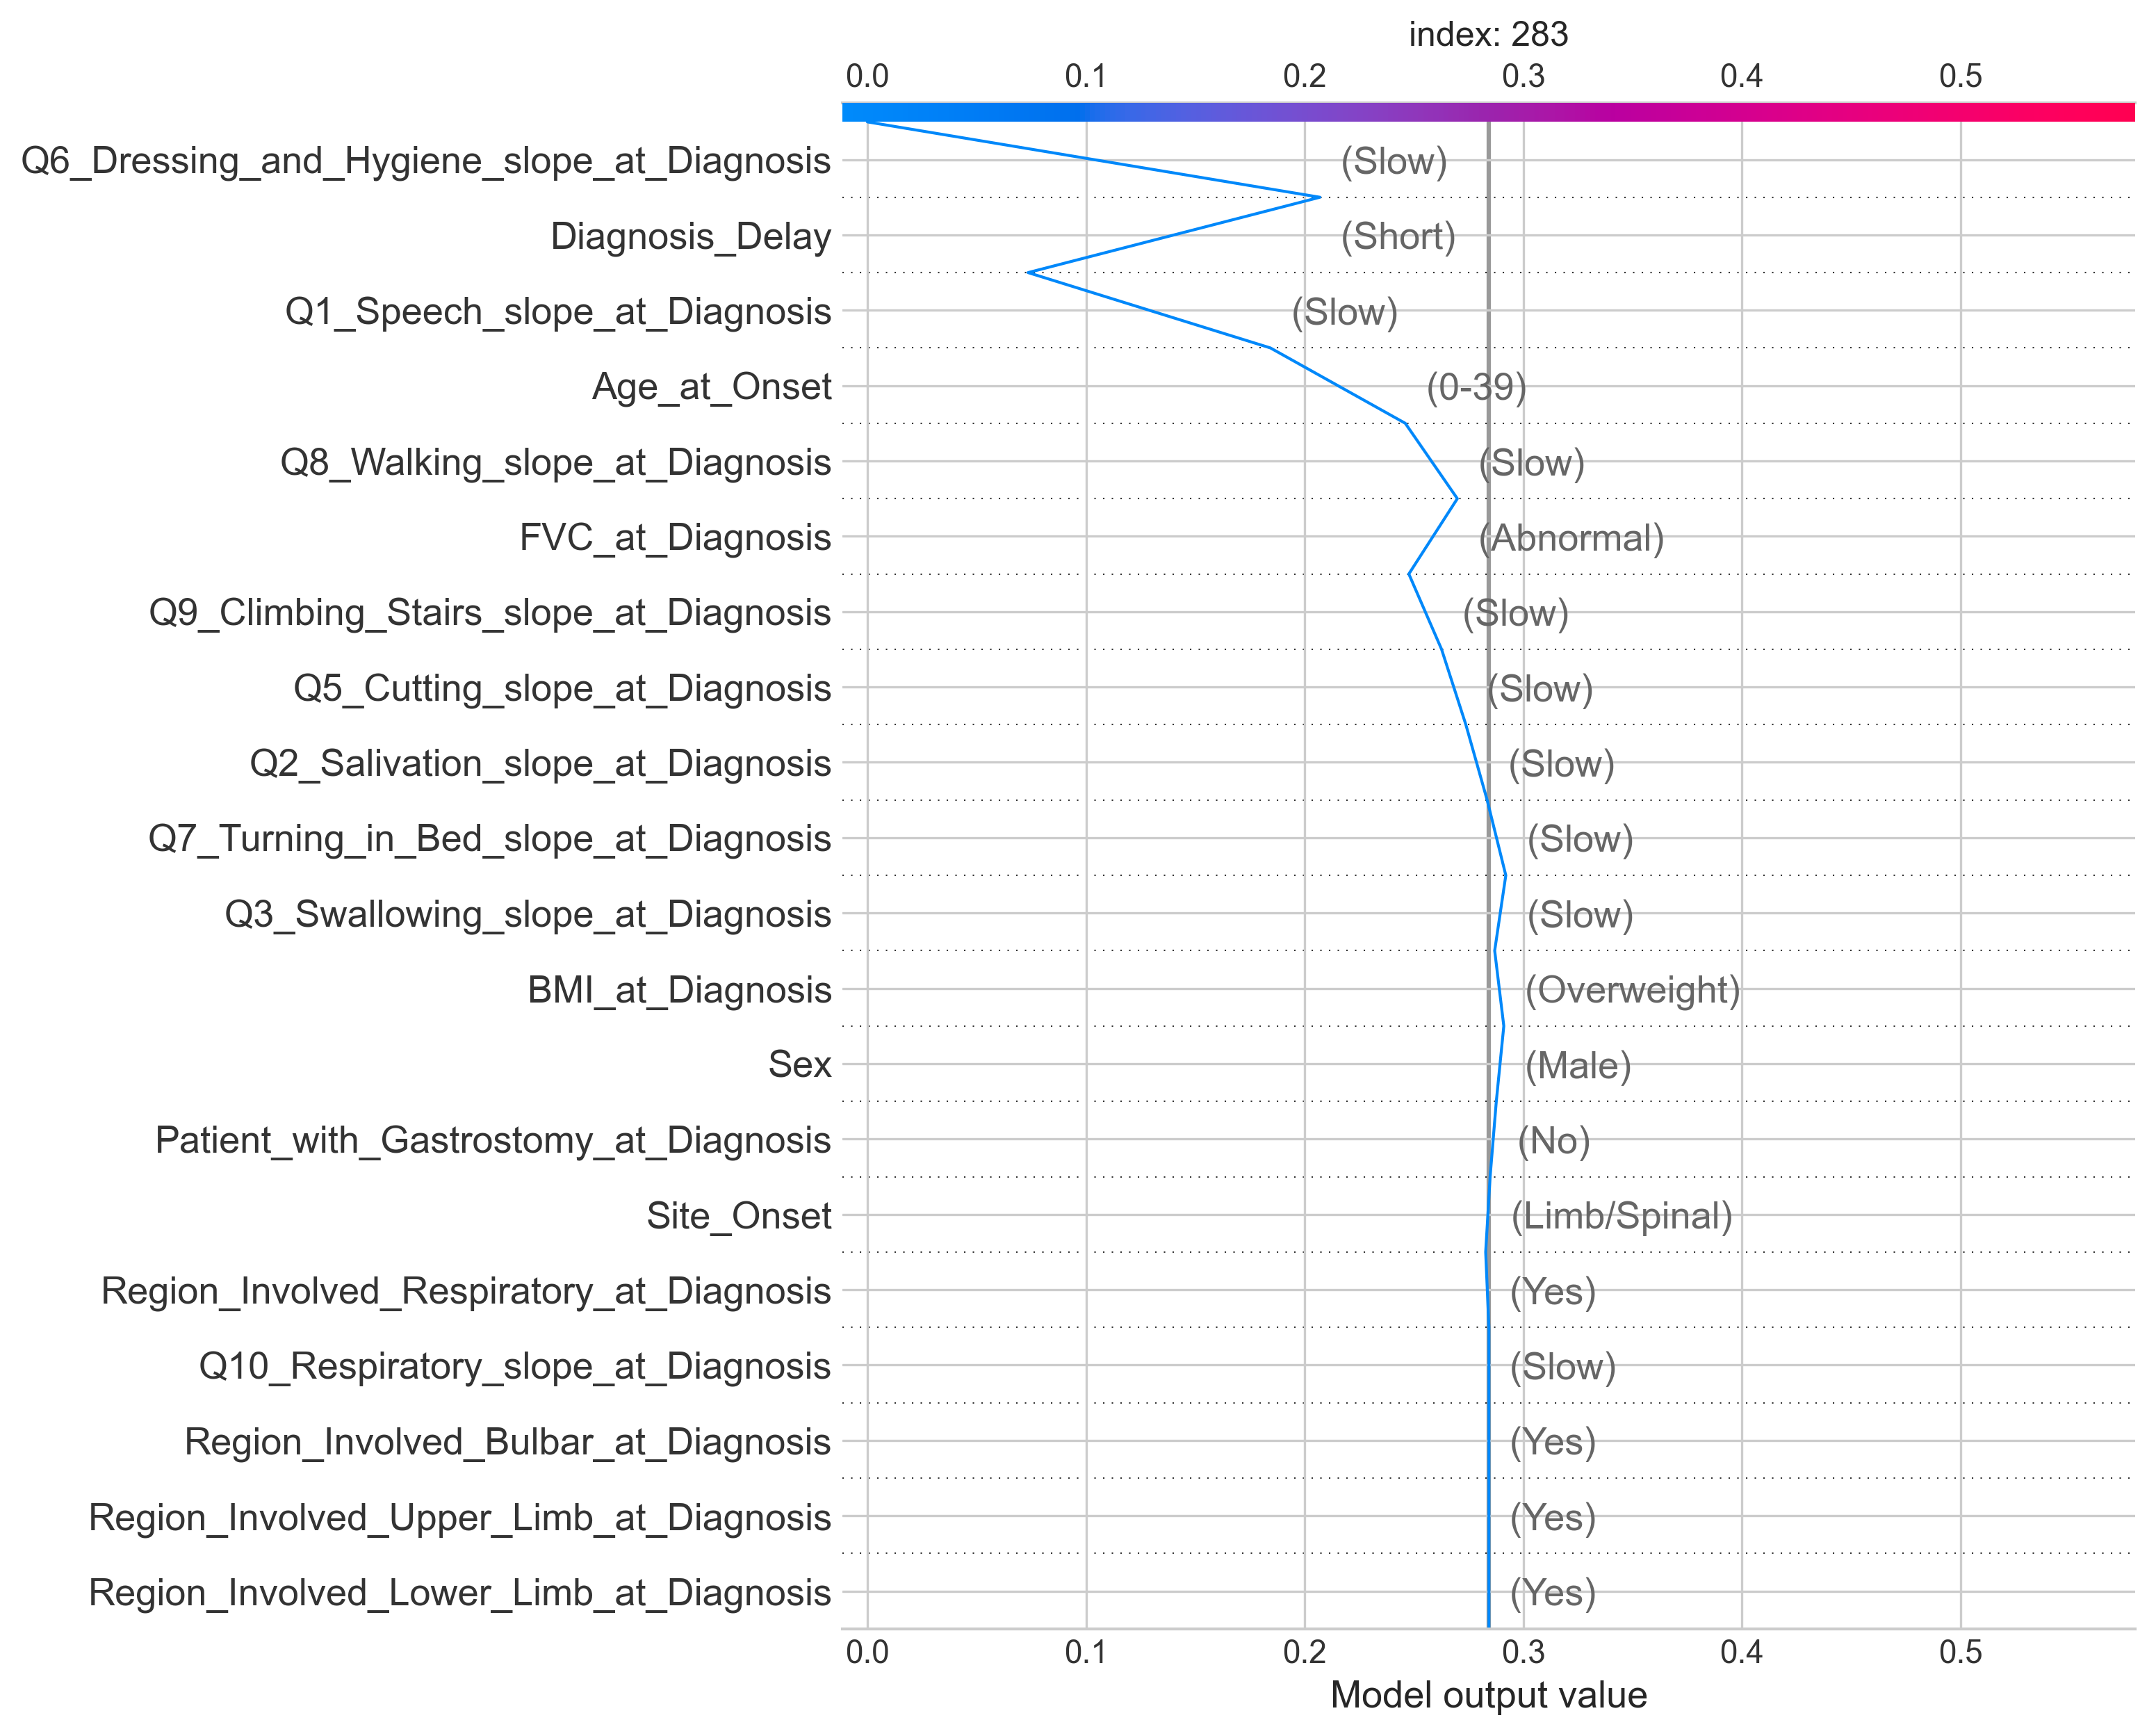 index: 283
0.0 0.1 0.2 0.3 0.4 0.5
Q6_Dressing_and_Hygiene_slope_at_Diagnosis (Slow)
Diagnosis_Delay (Short)
Q1_Speech_slope_at_Diagnosis (Slow)
Age_at_Onset (0-39)
Q8_Walking_slope_at_Diagnosis (Slow)
FVC_at_Diagnosis (Abnormal)
Q9_Climbing_Stairs_slope_at_Diagnosis (Slow)
Q5_Cutting_slope_at_Diagnosis (Slow)
Q2_Salivation_slope_at_Diagnosis (Slow)
Q7_Turning_in_Bed_slope_at_Diagnosis (Slow)
Q3_Swallowing_slope_at_Diagnosis (Slow)
BMI_at_Diagnosis (Overweight)
Sex (Male)
Patient_with_Gastrostomy_at_Diagnosis (No)
Site_Onset (Limb/Spinal)
Region_Involved_Respiratory_at_Diagnosis (Yes)
Q10_Respiratory_slope_at_Diagnosis (Slow)
Region_Involved_Bulbar_at_Diagnosis (Yes)
Region_Involved_Upper_Limb_at_Diagnosis (Yes)
Region_Involved_Lower_Limb_at_Diagnosis (Yes)
0.0 0.1 0.2 0.3 0.4 0.5
Model output value